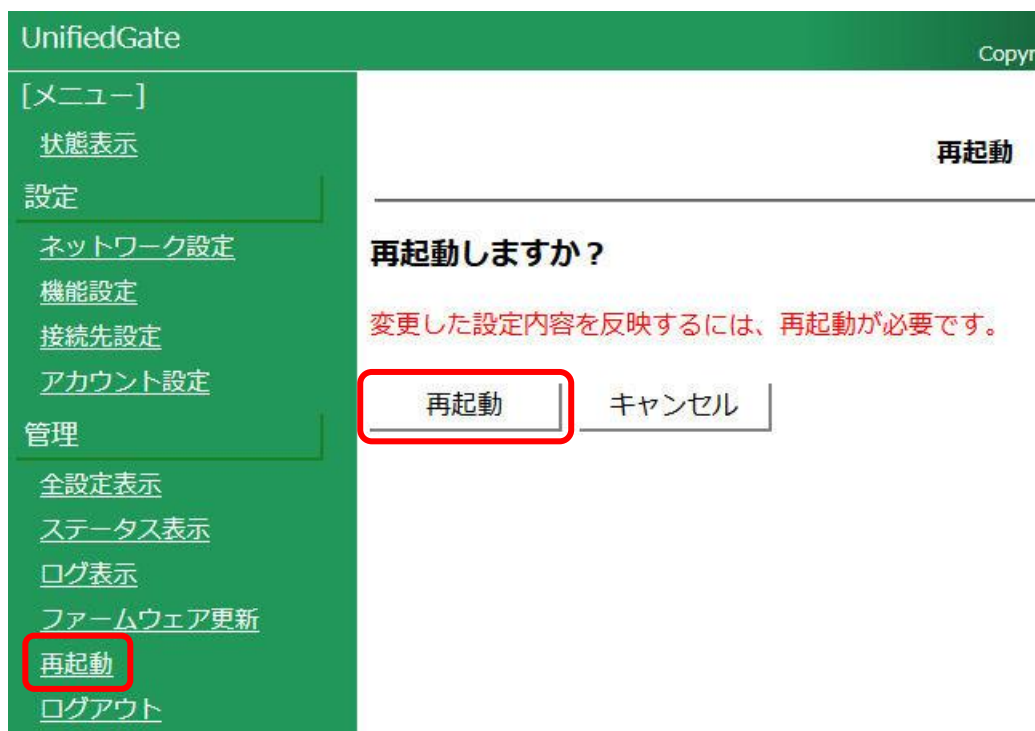 UnifiedGate
Copyr
[メニュー]
状態表示
設定
ネットワーク設定
機能設定
接続先設定
アカウント設定
管理
全設定表示
ステータス表示
ログ表示
ファームウェア更新
再起動
ログアウト
再起動
再起動しますか？
変更した設定内容を反映するには、再起動が必要です。
再起動 キャンセル